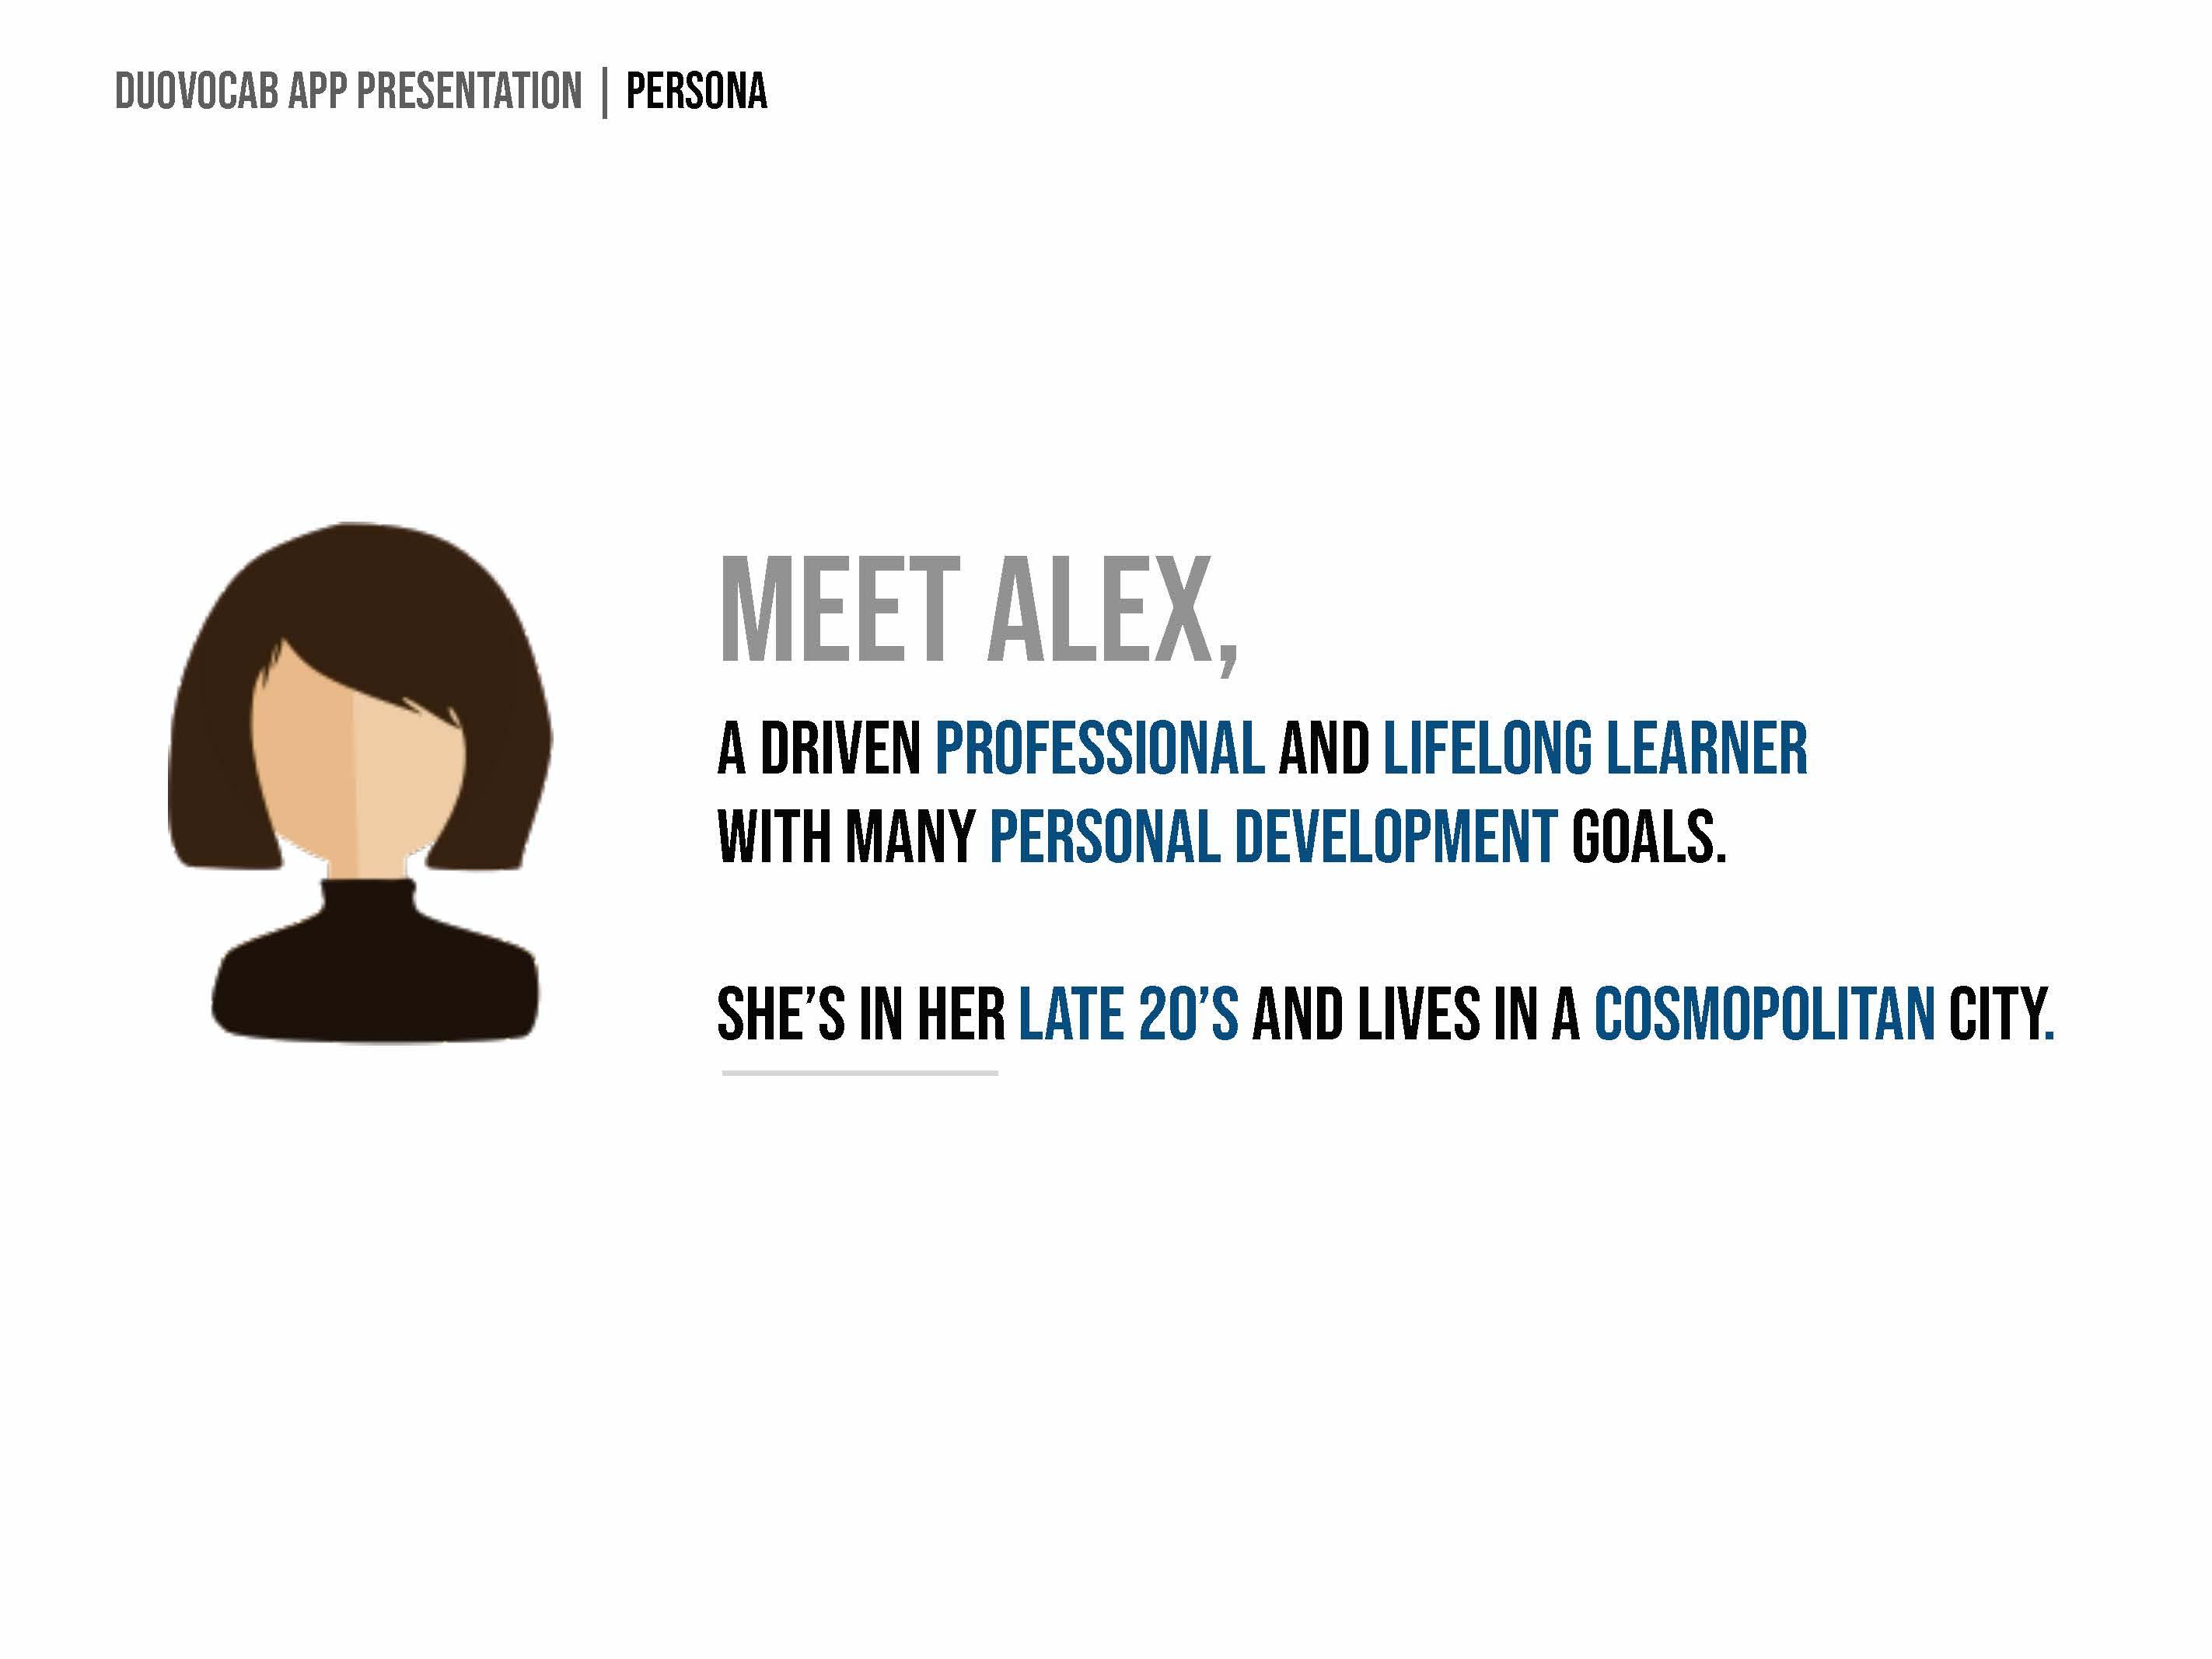 DUOVOCAB APP PRESENTATION | PERSONA
MEET ALEX,
A DRIVEN PROFESSIONAL AND LIFELONG LEARNER
WITH MANY PERSONAL DEVELOPMENT GOALS.
SHE'S IN HER LATE 20'S AND LIVES IN A COSMOPOLITAN CITY.